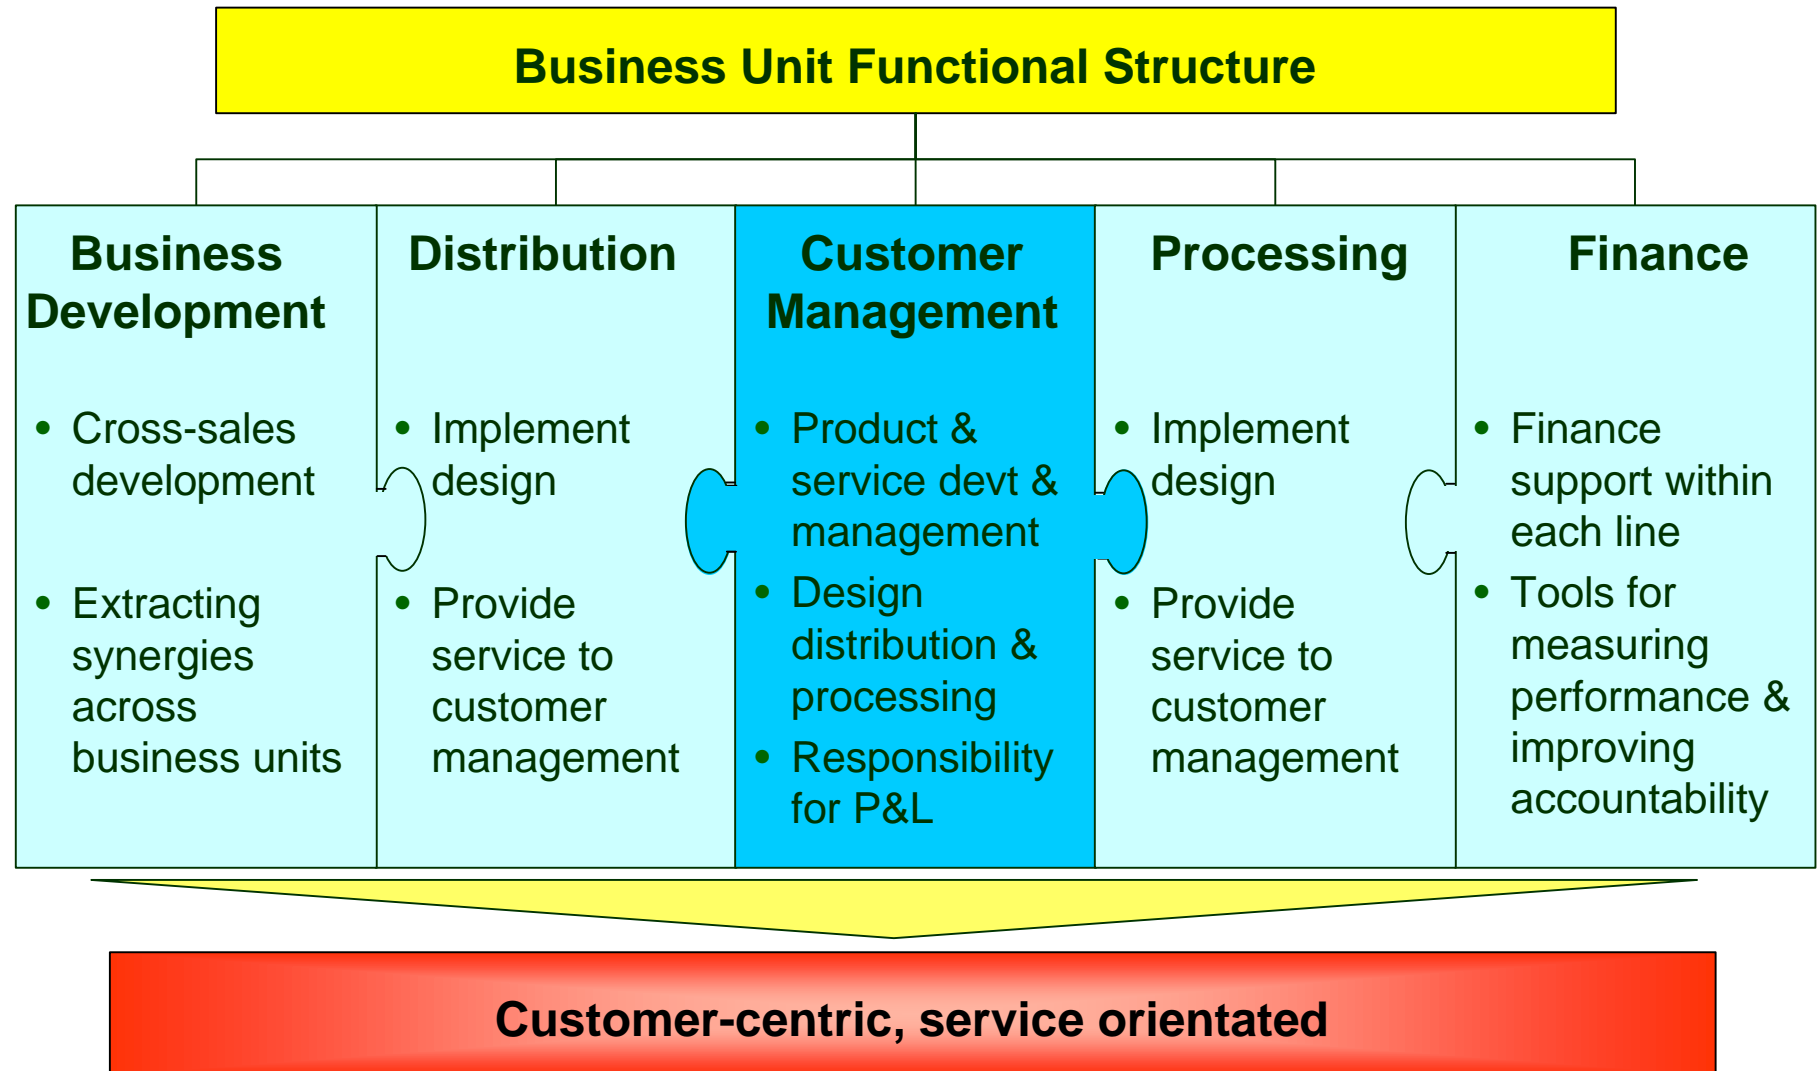 Business Unit Functional Structure
Business
Development
• Cross-sales
development
• Extracting
synergies
across
business units
Distribution
• Implement
design
• Provide
service to
customer
management
Customer
Management
• Product &
service devt &
management
• Design
distribution &
processing
• Responsibility
for P&L
Processing
• Implement
design
• Provide
service to
customer
management
Finance
• Finance
support within
each line
• Tools for
measuring
performance &
improving
accountability
Customer-centric, service orientated